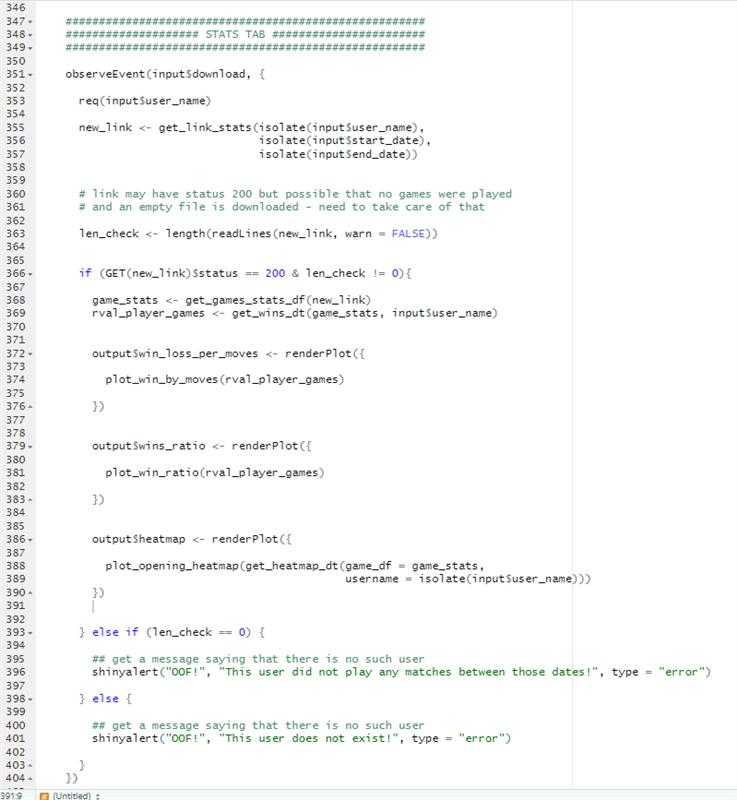 346
347 ######################################################
348 #################### STATS TAB #######################
349 ######################################################
350
351 observeEvent(input$download, {
352
353 req(input$user_name)
354
355 new_link <- get_link_stats(isolate(input$user_name),
356 isolate(input$start_date),
357 isolate(input$end_date))
358
359
360 # link may have status 200 but possible that no games were played
361 # and an empty file is downloaded - need to take care of that
362
363 len_check <- length(readLines(new_link, warn = FALSE))
364
365
366 if (GET(new_link)$status == 200 & len_check != 0){
367
368 game_stats <- get_games_stats_df(new_link)
369 rval_player_games <- get_wins_dt(game_stats, input$user_name)
370
371
372 output$win_loss_per_moves <- renderPlot({
373
374 plot_win_by_moves(rval_player_games)
375
376 })
377
378
379 output$wins_ratio <- renderPlot({
380
381 plot_win_ratio(rval_player_games)
382
383 })
384
385
386 output$heatmap <- renderPlot({
387
388 plot_opening_heatmap(get_heatmap_dt(game_df = game_stats,
389 username = isolate(input$user_name)))
390 })
391
392
393 } else if (len_check == 0) {
394
395 ## get a message saying that there is no such user
396 shinyalert("OOF!", "This user did not play any matches between those dates!", type = "error")
397
398 } else {
399
400 ## get a message saying that there is no such user
401 shinyalert("OOF!", "This user does not exist!", type = "error")
402
403 }
404 })
391:9 (Untitled)